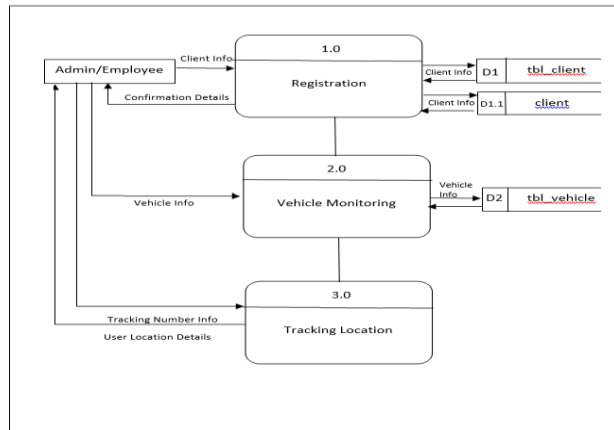 1.0
Client Info
Admin/Employee
Registration
Client Info
D1
tbl_client
Confirmation Details
Client Info
D1.1
client
2.0
Vehicle Info
Vehicle Monitoring
Vehicle
Info
D2
tbl_vehicle
3.0
Tracking Number Info
Tracking Location
User Location Details